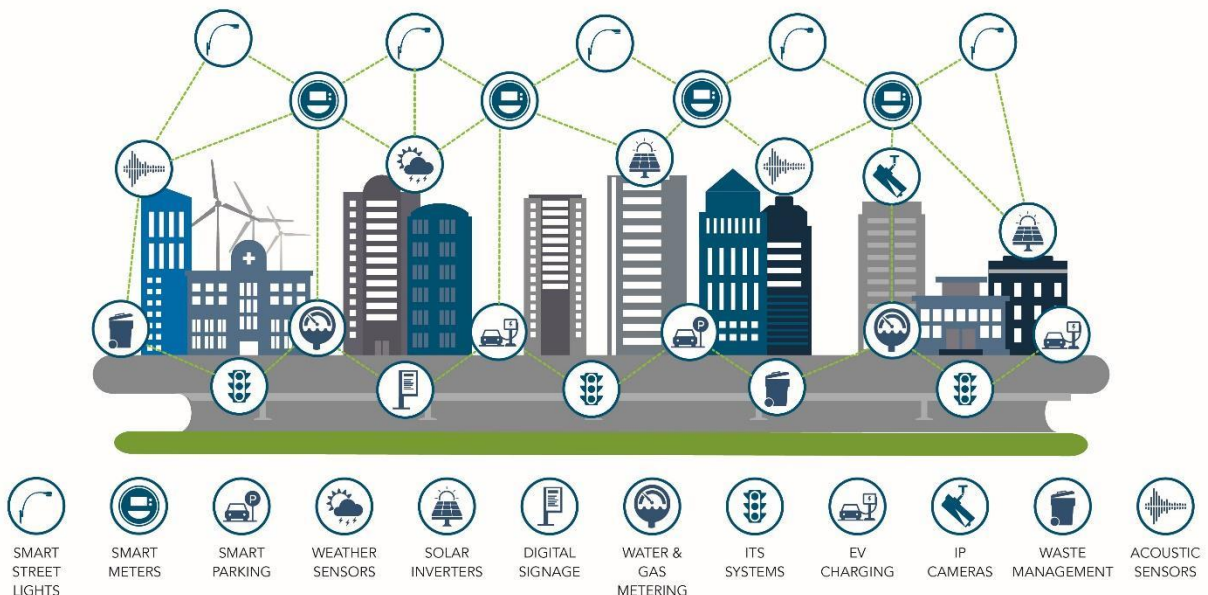 SMART
STREET
LIGHTS
SMART
METERS
SMART
PARKING
WEATHER
SENSORS
SOLAR
INVERTERS
DIGITAL
SIGNAGE
WATER &
GAS
METERING
ITS
SYSTEMS
EV
CHARGING
IP
CAMERAS
WASTE
MANAGEMENT
ACOUSTIC
SENSORS